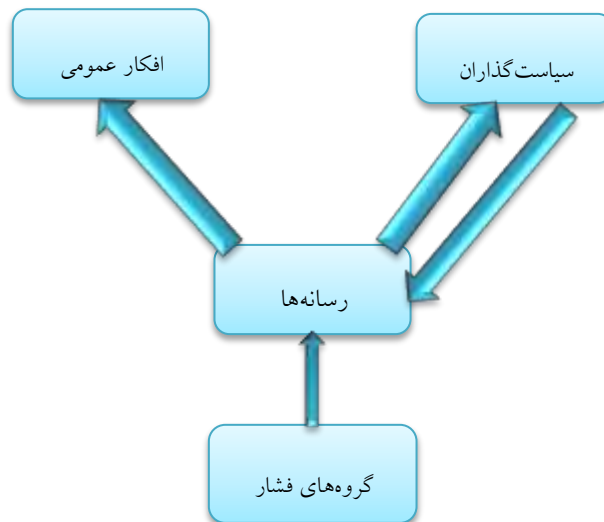 سیاست‌گذاران
افکار عمومی
رسانه‌ها
گروه‌های فشار